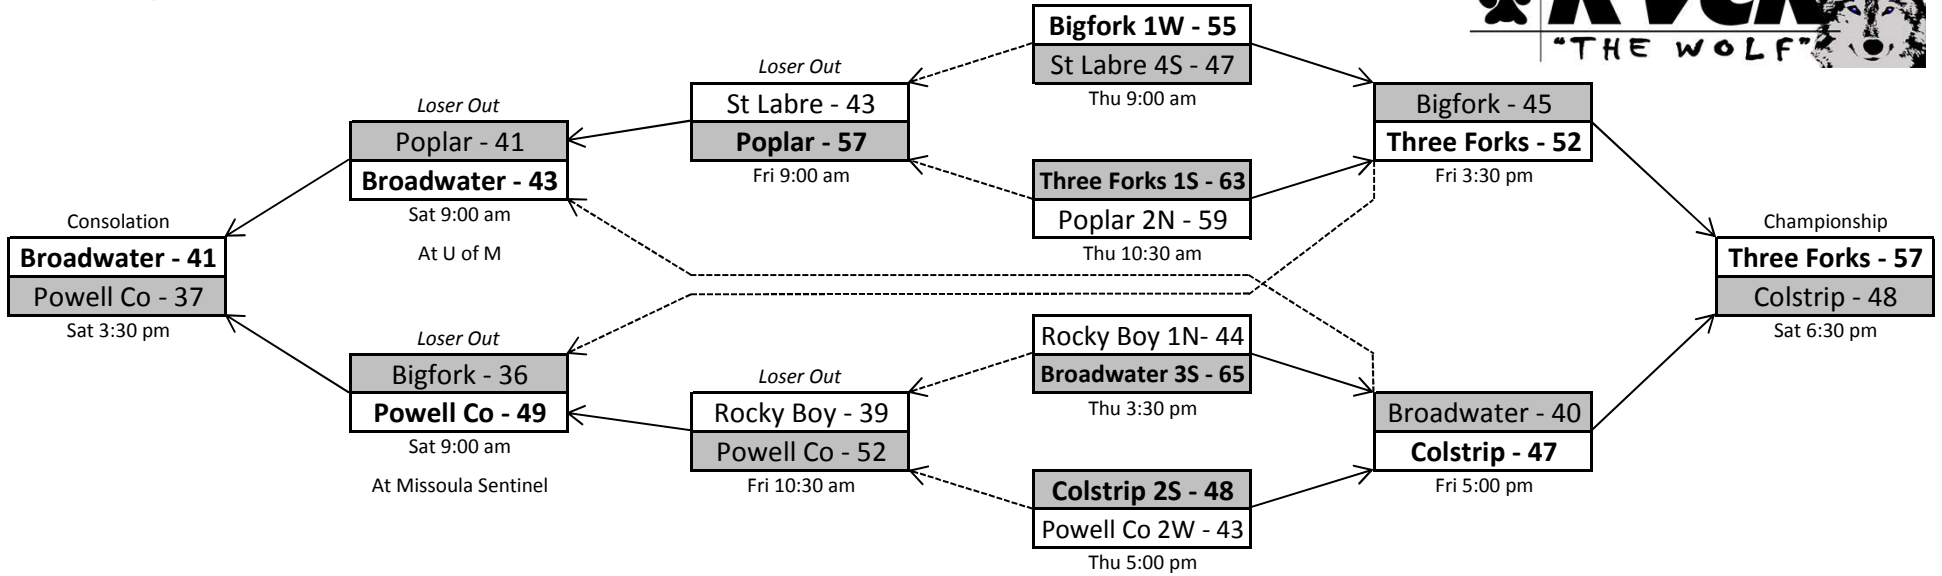 "THE WOLF"
Bigfork 1W - 55
St Labre 4S - 47
Thu 9:00 am
Loser Out
St Labre - 43
Poplar - 57
Fri 9:00 am
Bigfork - 45
Three Forks - 52
Fri 3:30 pm
Loser Out
Poplar - 41
Broadwater - 43
Sat 9:00 am
At U of M
Three Forks 1S - 63
Poplar 2N - 59
Thu 10:30 am
Consolation
Broadwater - 41
Powell Co - 37
Sat 3:30 pm
Championship
Three Forks - 57
Colstrip - 48
Sat 6:30 pm
Loser Out
Bigfork - 36
Powell Co - 49
Sat 9:00 am
At Missoula Sentinel
Rocky Boy 1N- 44
Broadwater 3S - 65
Thu 3:30 pm
Loser Out
Rocky Boy - 39
Powell Co - 52
Fri 10:30 am
Broadwater - 40
Colstrip - 47
Fri 5:00 pm
Colstrip 2S - 48
Powell Co 2W - 43
Thu 5:00 pm